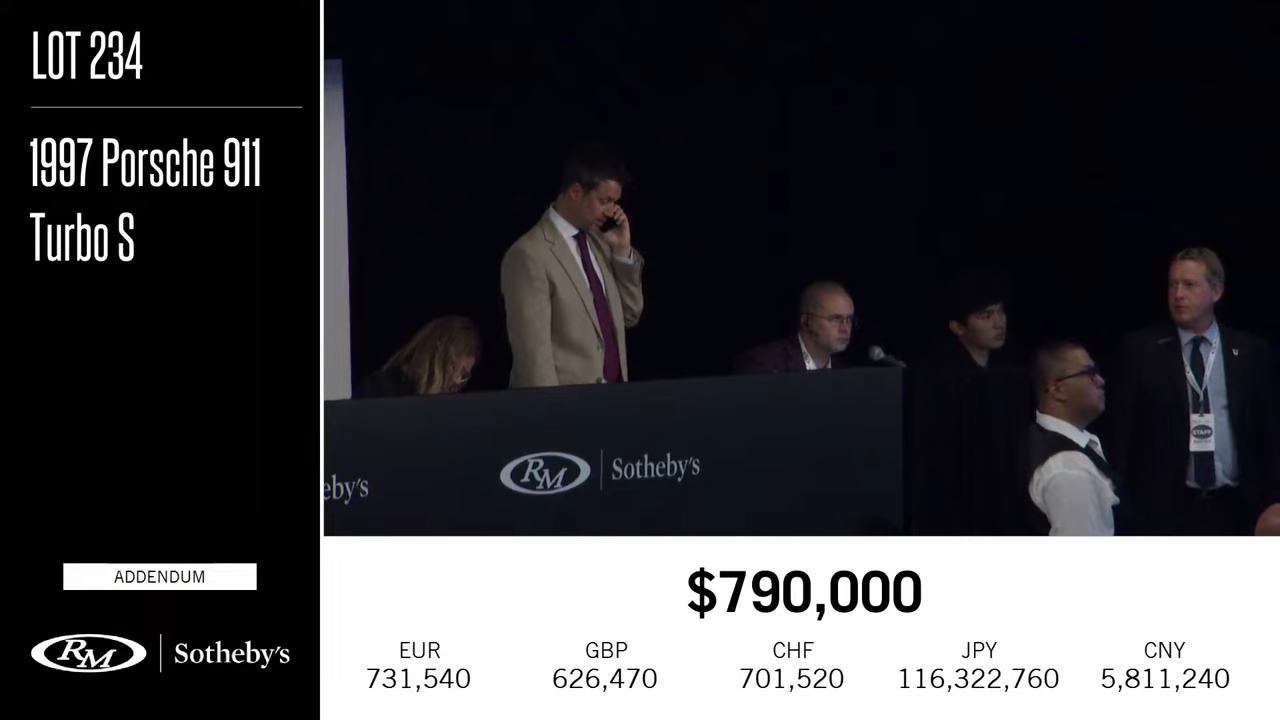 LOT 234
1997 Porsche 911
Turbo S
ADDENDUM
RM Sotheby's
eby's
RM Sotheby's
STAFF
$790,000
EUR GBP CHF JPY CNY
731,540 626,470 701,520 116,322,760 5,811,240